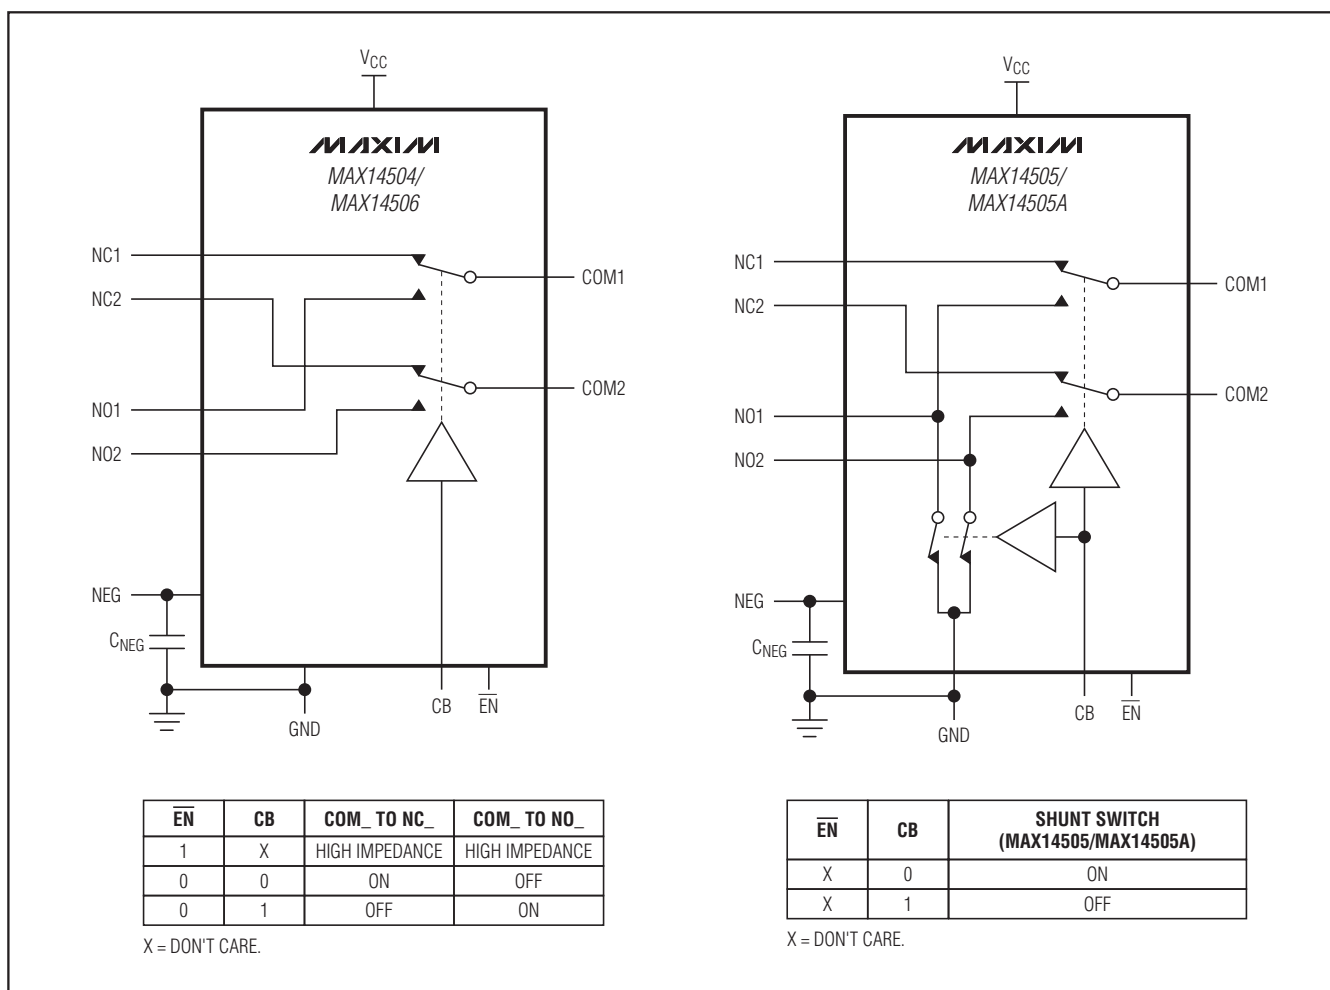 VCC
MAXIM
MAX14504/
MAX14506
NC1
COM1
NC2
COM2
NO1
NO2
NEG
CNEG
CB
EN
GND
EN CB COM_ TO NC_ COM_ TO NO_
1 X HIGH IMPEDANCE HIGH IMPEDANCE
0 0 ON OFF
0 1 OFF ON
X = DON'T CARE.
VCC
MAXIM
MAX14505/
MAX14505A
NC1
COM1
NC2
COM2
NO1
NO2
NEG
CNEG
CB
EN
GND
EN CB SHUNT SWITCH
(MAX14505/MAX14505A)
X 0 ON
X 1 OFF
X = DON'T CARE.